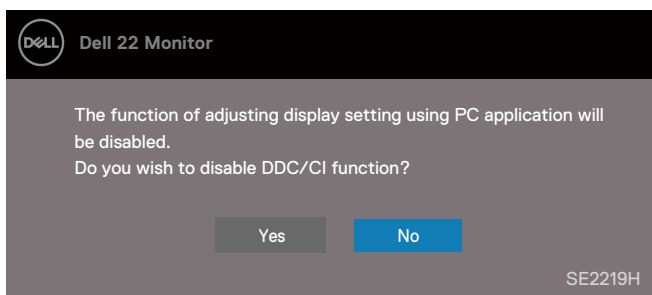 DELL
Dell 22 Monitor
The function of adjusting display setting using PC application will
be disabled.
Do you wish to disable DDC/CI function?
Yes No
SE2219H